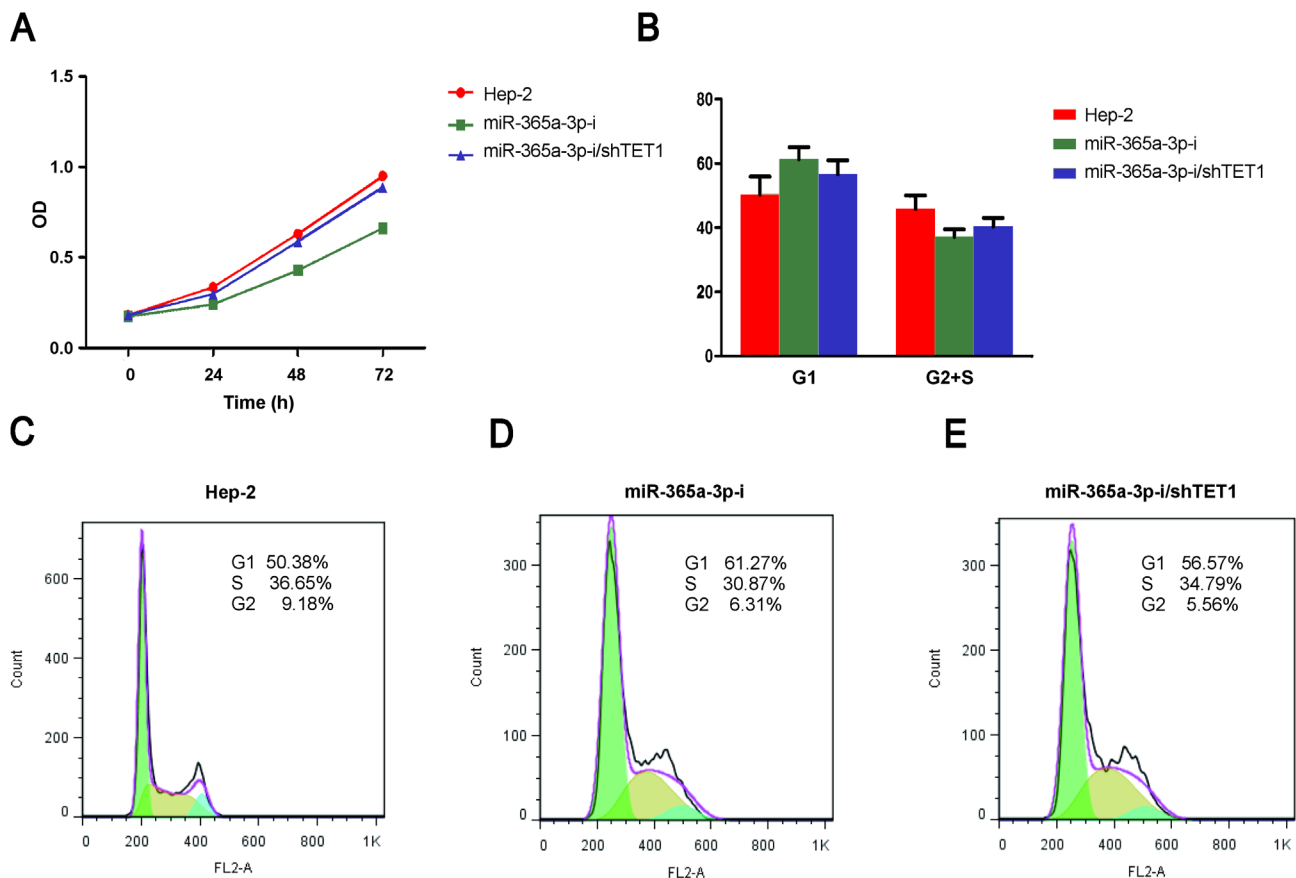 A
1.5
1.0
0.5
0.0
OD
0 24 48 72
Time (h)
Hep-2
miR-365a-3p-i
miR-365a-3p-i/shTET1
B
80
60
40
20
0
G1 G2+S
Hep-2
miR-365a-3p-i
miR-365a-3p-i/shTET1
C
Hep-2
G1 50.38%
S 36.65%
G2 9.18%
600
400
200
0
Count
0 200 400 600 800 1K
FL2-A
D
miR-365a-3p-i
G1 61.27%
S 30.87%
G2 6.31%
300
200
100
0
Count
0 200 400 600 800 1K
FL2-A
E
miR-365a-3p-i/shTET1
G1 56.57%
S 34.79%
G2 5.56%
300
200
100
0
Count
0 200 400 600 800 1K
FL2-A